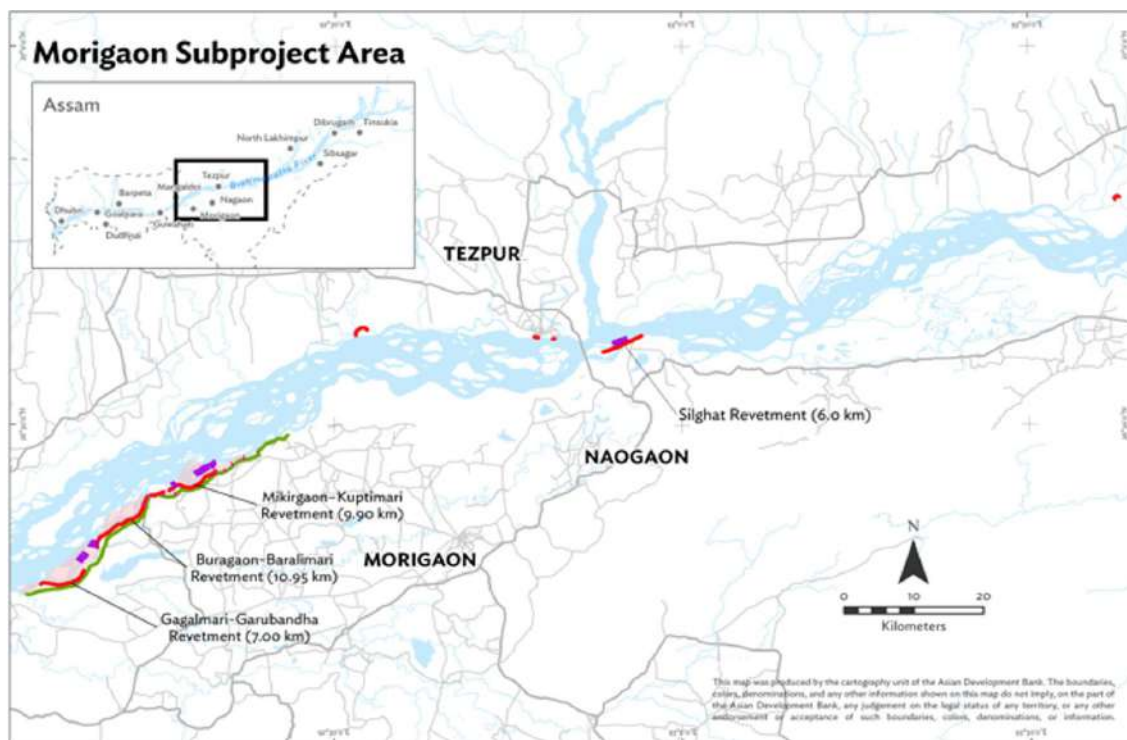 Morigaon Subproject Area
Assam
Dibrugarh
Tinsukia
North Lakhimpur
Sibsagar
Tezpur
Brahmaputra River
Mangaldoi
Barpeta
Nagaon
Dhubri
Goalpara
Morigaon
Guwahati
Dudhnai
TEZPUR
Silghat Revetment (6.0 km)
NAOGAON
Mikirgaon–Kuptimari
Revetment (9.90 km)
Buragaon–Baralimari
Revetment (10.95 km)
MORIGAON
Gagalmari–Garubandha
Revetment (7.00 km)
N
0 10 20
Kilometers
This map was produced by the cartography unit of the Asian Development Bank. The boundaries,
colors, denominations, and any other information shown on this map do not imply, on the part of
the Asian Development Bank, any judgement on the legal status of any territory, or any other
endorsement or acceptance of such boundaries, colors, denominations, or information.